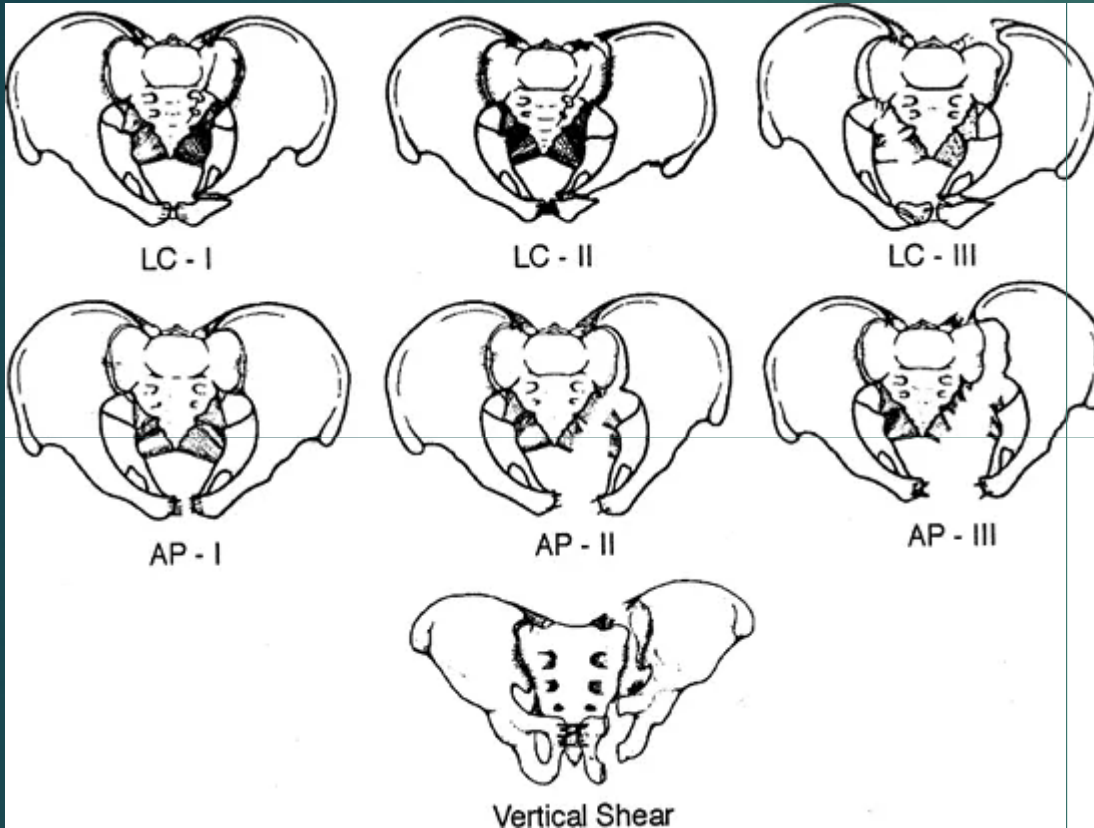 LC - I
LC - II
LC - III
AP - I
AP - II
AP - III
Vertical Shear